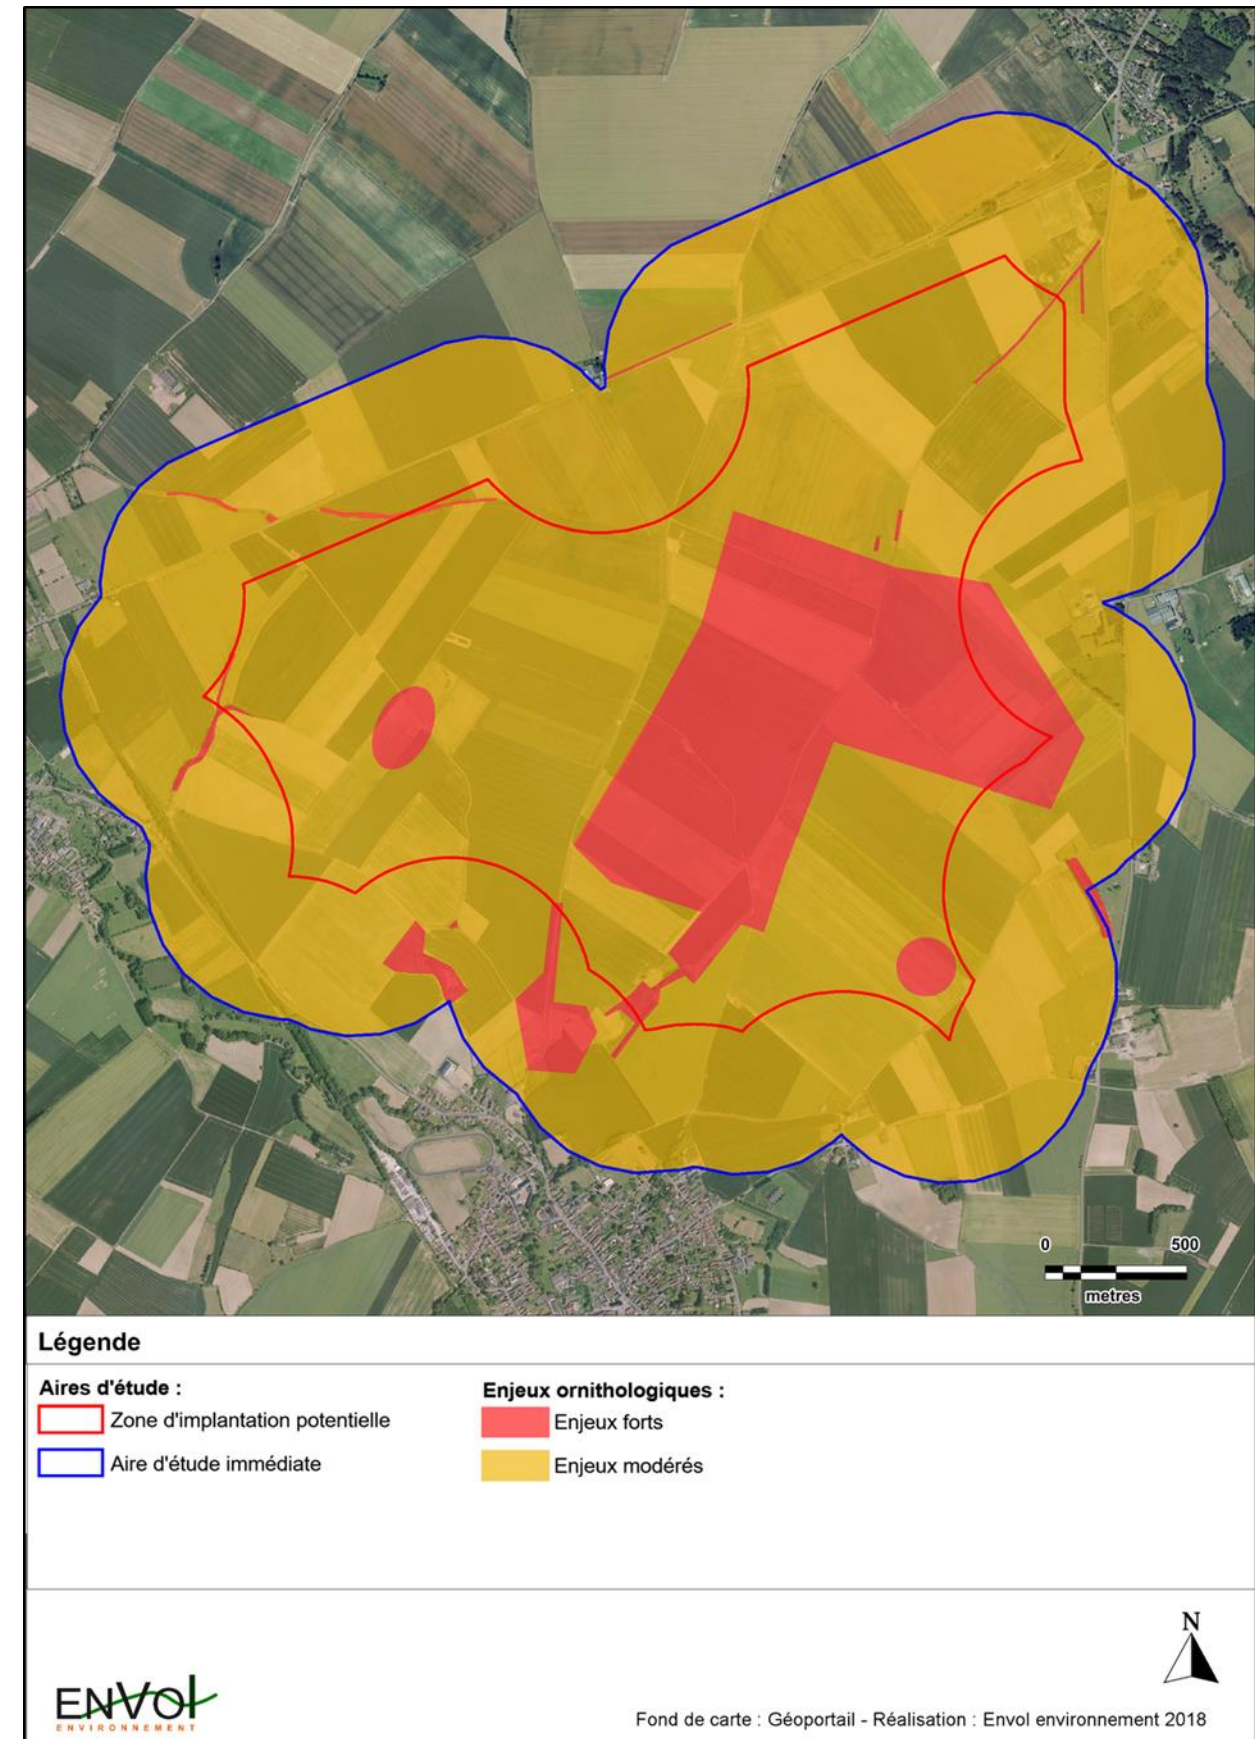 0 500
metres
Légende
Aires d'étude :
Zone d'implantation potentielle
Aire d'étude immédiate
Enjeux ornithologiques :
Enjeux forts
Enjeux modérés
N
ENVOl
ENVIRONNEMENT
Fond de carte : Géoportail - Réalisation : Envol environnement 2018